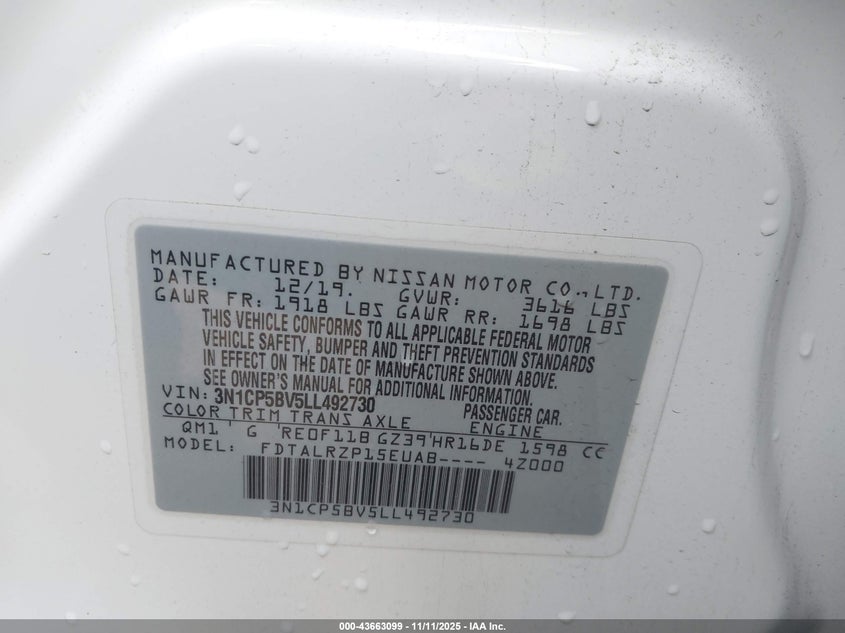 MANUFACTURED BY NISSAN MOTOR CO., LTD.
DATE: 12/19. GVWR: 3616 LBS
GAWR FR: 1918 LBS GAWR RR: 1698 LBS
THIS VEHICLE CONFORMS TO ALL APPLICABLE FEDERAL MOTOR
VEHICLE SAFETY, BUMPER AND THEFT PREVENTION STANDARDS
IN EFFECT ON THE DATE OF MANUFACTURE SHOWN ABOVE.
SEE OWNER'S MANUAL FOR ADDITIONAL INFORMATION.
VIN: 3N1CP5BV5LL492730 PASSENGER CAR.
COLOR TRIM TRANS AXLE ENGINE
QM1 ' G 'RE0F11B GZ39'HR16DE 1598 CC
MODEL: FDTALRZP15EUAB---- 4Z000
3N1CP5BV5LL492730
000-43663099 - 11/11/2025 - IAA Inc.